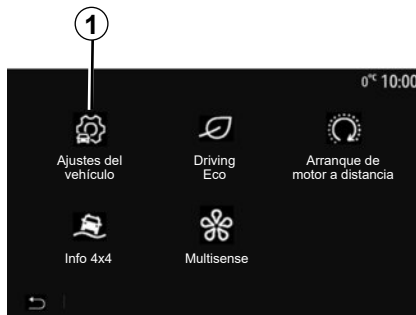 1
0°C 10:00
Ajustes del
vehículo
Driving
Eco
Arranque de
motor a distancia
Info 4x4
Multisense